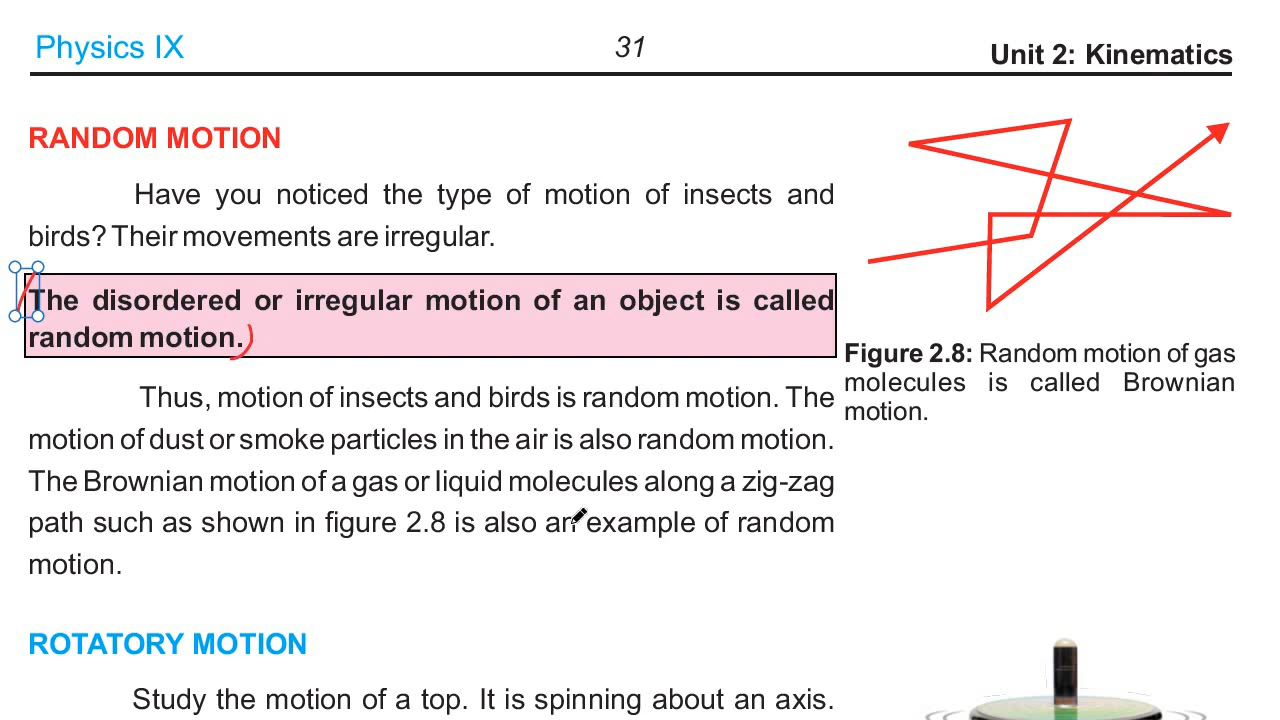 Physics IX
31
Unit 2: Kinematics
RANDOM MOTION
Have you noticed the type of motion of insects and
birds? Their movements are irregular.
The disordered or irregular motion of an object is called
random motion.
Thus, motion of insects and birds is random motion. The
motion of dust or smoke particles in the air is also random motion.
The Brownian motion of a gas or liquid molecules along a zig-zag
path such as shown in figure 2.8 is also an example of random
motion.
Figure 2.8: Random motion of gas
molecules is called Brownian
motion.
ROTATORY MOTION
Study the motion of a top. It is spinning about an axis.